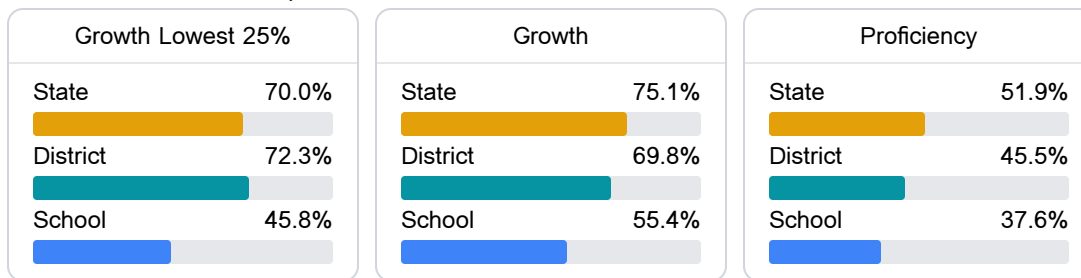 Growth Lowest 25%
State 70.0%
District 72.3%
School 45.8%
Growth
State 75.1%
District 69.8%
School 55.4%
Proficiency
State 51.9%
District 45.5%
School 37.6%